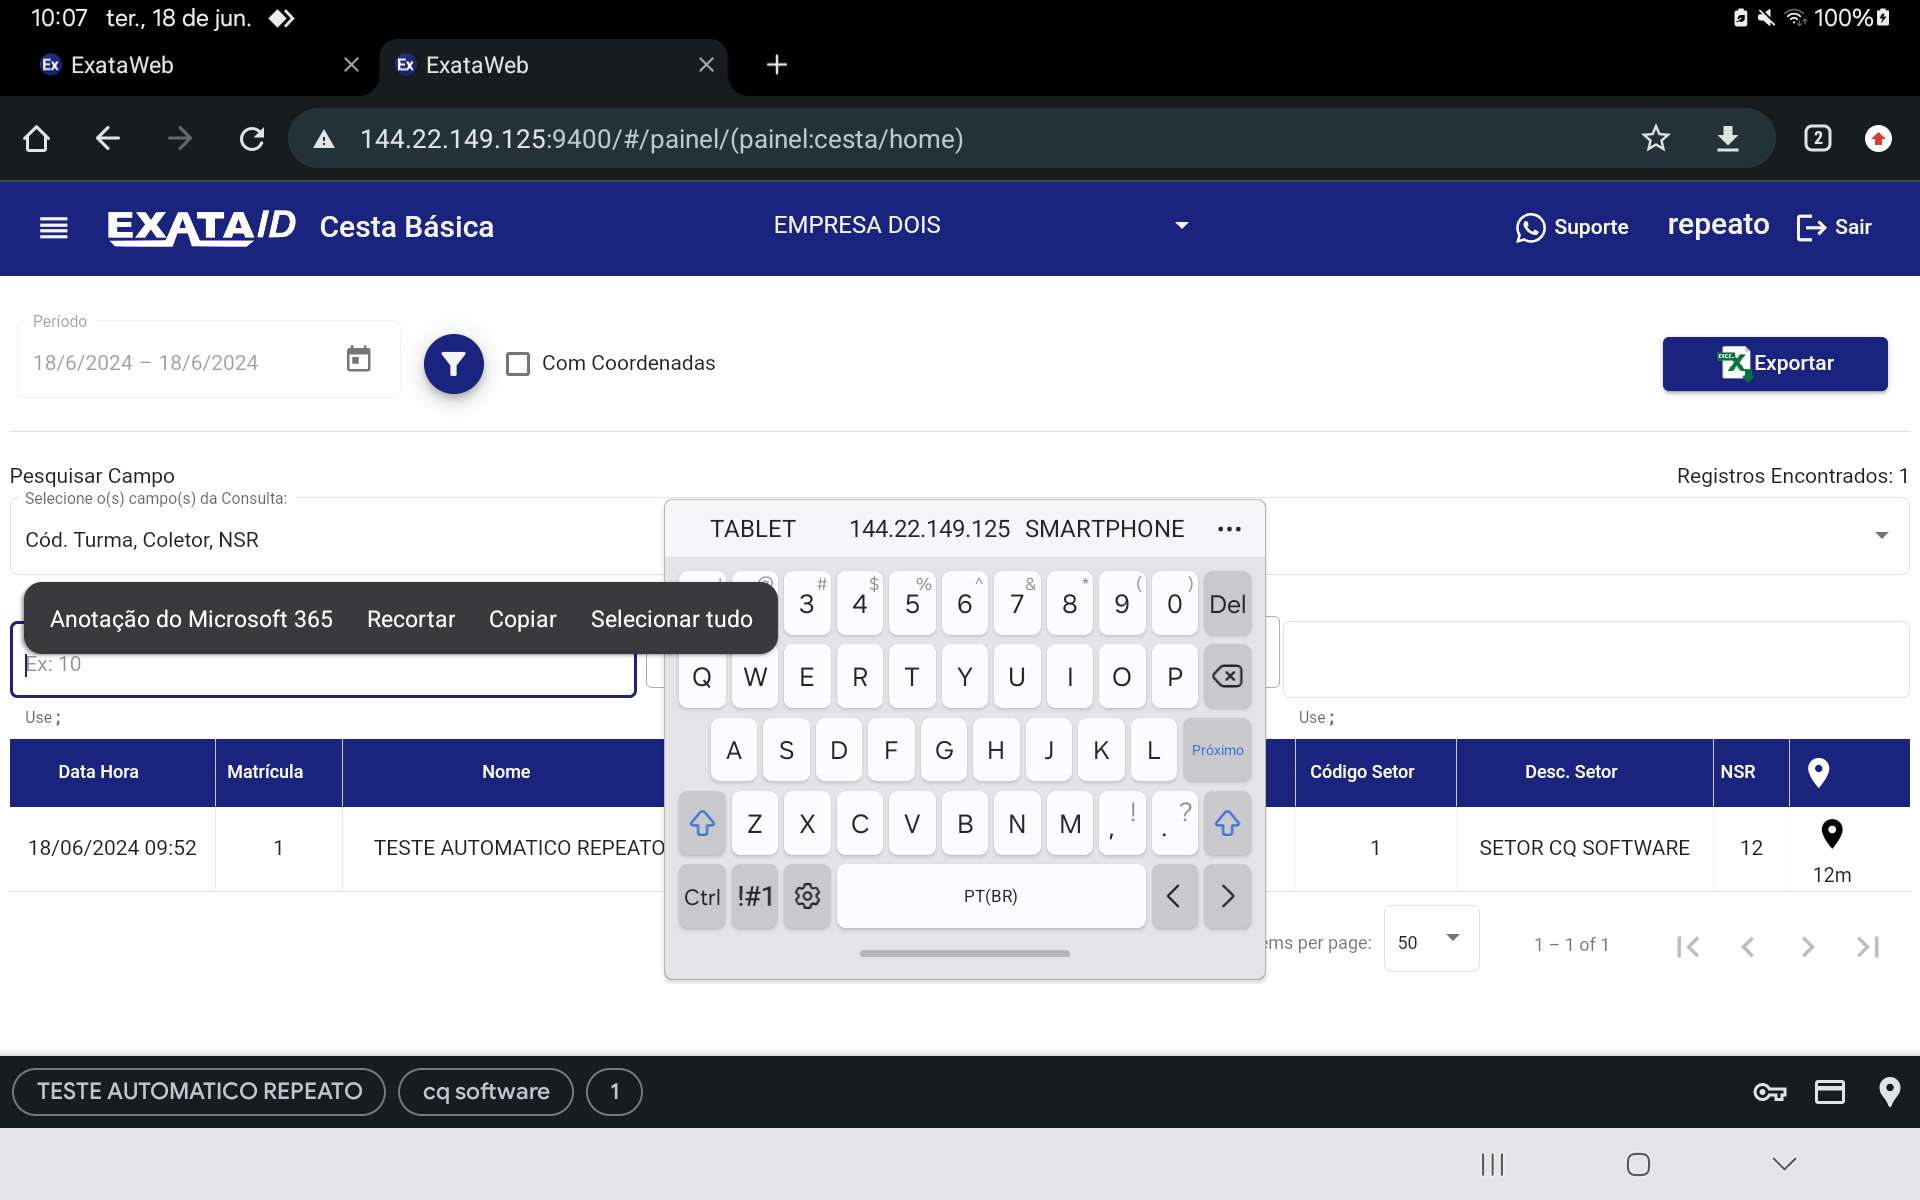 10:07 ter., 18 de jun. 100%
Ex ExataWeb
Ex ExataWeb
144.22.149.125:9400/#/painel/(painel:cesta/home) 2
EXATA/ID Cesta Básica EMPRESA DOIS Suporte repeato Sair
Período
18/6/2024 – 18/6/2024 Com Coordenadas Exportar
Pesquisar Campo Registros Encontrados: 1
Selecione o(s) campo(s) da Consulta:
Cód. Turma, Coletor, NSR
TABLET 144.22.149.125 SMARTPHONE ...
Anotação do Microsoft 365 Recortar Copiar Selecionar tudo
# $ % ^ & * ( )
3 4 5 6 7 8 9 0 Del
Ex: 10
Q W E R T Y U I O P
Use ; Use ;
A S D F G H J K L Próximo
Data Hora Matrícula Nome Código Setor Desc. Setor NSR
Z X C V B N M , ! . ?
18/06/2024 09:52 1 TESTE AUTOMATICO REPEATO 1 SETOR CQ SOFTWARE 12 12m
Ctrl !#1 PT(BR) < >
ems per page: 50 1 – 1 of 1
TESTE AUTOMATICO REPEATO cq software 1